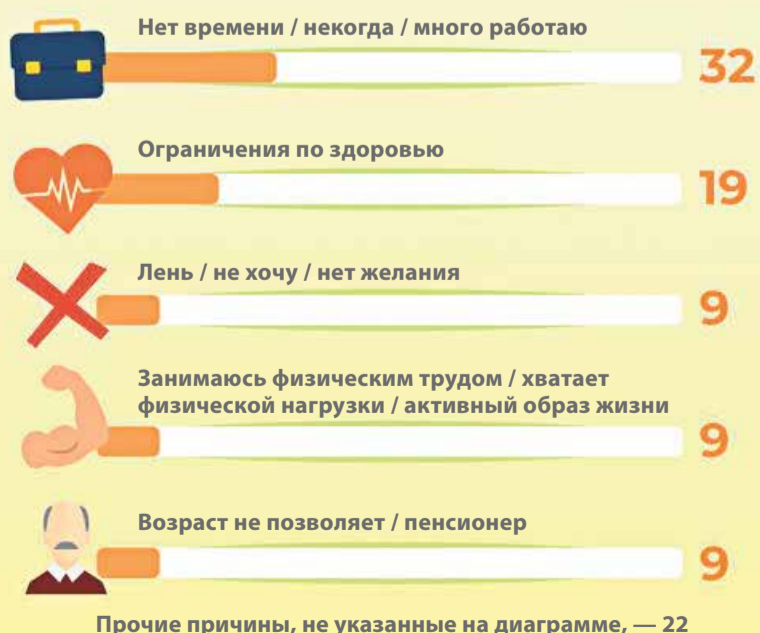 Нет времени / некогда / много работаю
32
Ограничения по здоровью
19
Лень / не хочу / нет желания
9
Занимаюсь физическим трудом / хватает
физической нагрузки / активный образ жизни
9
Возраст не позволяет / пенсионер
9
Прочие причины, не указанные на диаграмме, — 22